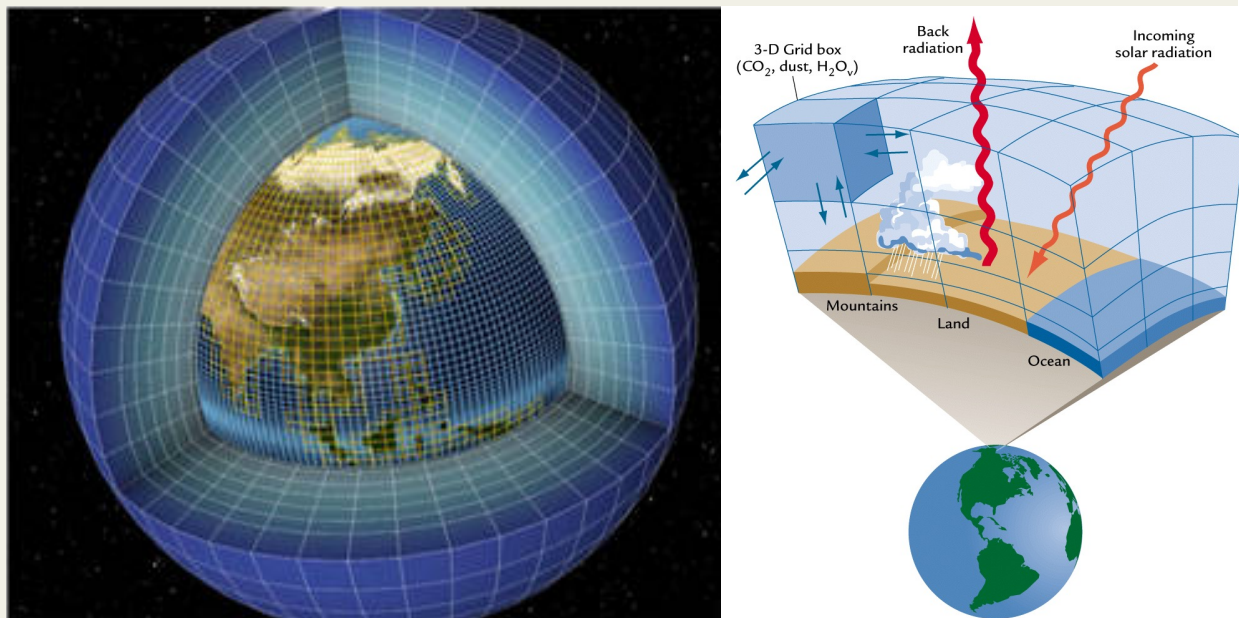 3-D Grid box
(CO₂, dust, H₂Oᵥ)
Back
radiation
Incoming
solar radiation
Mountains
Land
Ocean